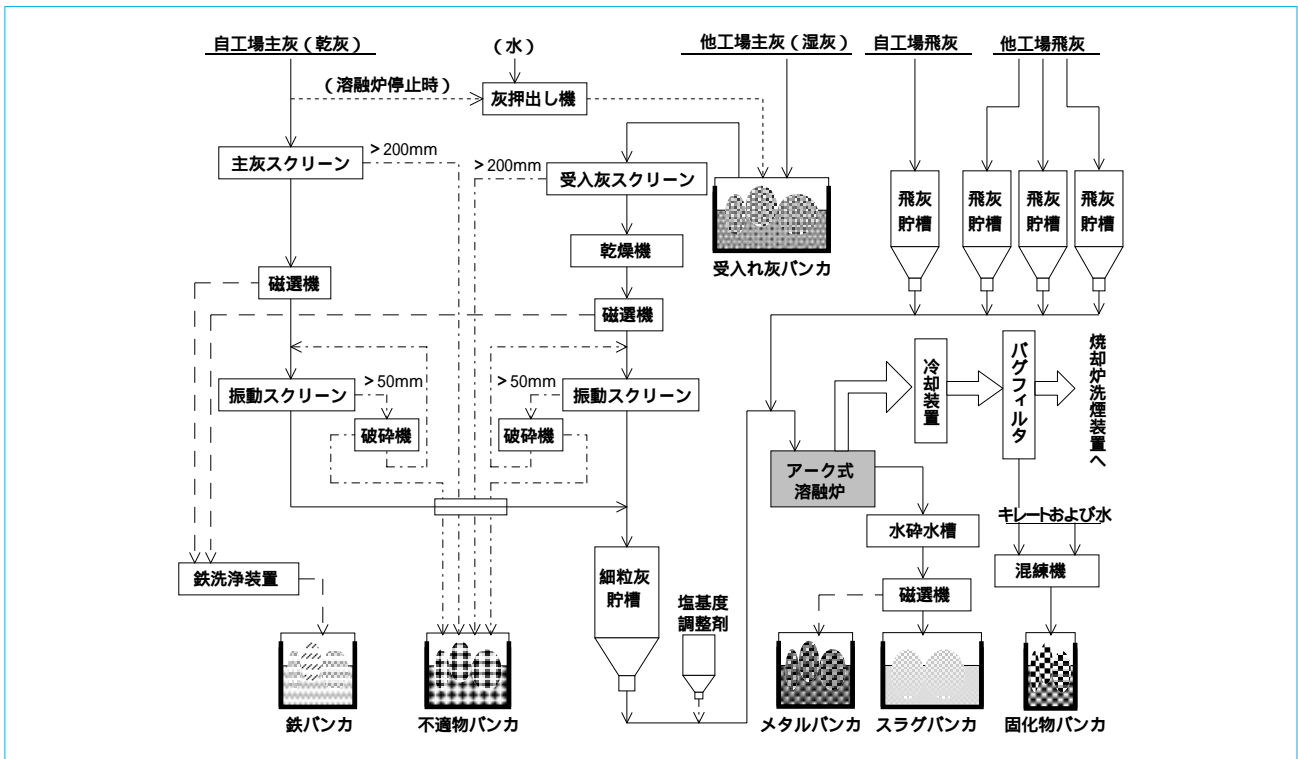 自工場主灰(乾灰)
(水)
他工場主灰(湿灰)
自工場飛灰
他工場飛灰
(溶融炉停止時)
灰押出し機
主灰スクリーン
>200mm
>200mm
受入灰スクリーン
飛灰
貯槽
飛灰
貯槽
飛灰
貯槽
飛灰
貯槽
乾燥機
受入れ灰バンカ
磁選機
磁選機
振動スクリーン
>50mm
>50mm
振動スクリーン
破砕機
破砕機
冷却装置
バグフィルタ
焼却炉洗煙装置へ
アーク式
溶融炉
水砕水槽
キレートおよび水
混練機
鉄洗浄装置
細粒灰
貯槽
塩基度
調整剤
磁選機
鉄バンカ
不適物バンカ
メタルバンカ
スラグバンカ
固化物バンカ